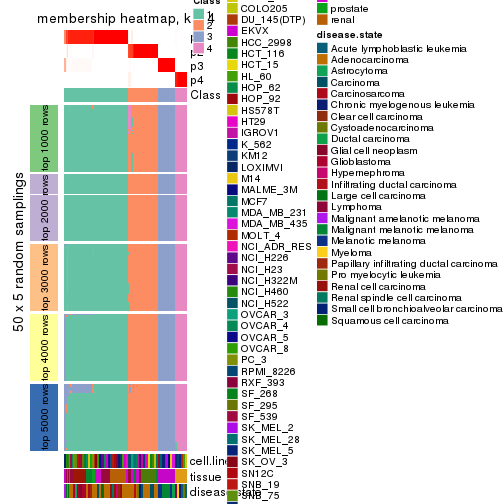 membership heatmap, k = 4
p2
p3
p4
Class
50 x 5 random samplings
top 1000 rows
top 2000 rows
top 3000 rows
top 4000 rows
top 5000 rows
cell.line
tissue
disease.state
Class
1
2
3
4
COLO205
DU_145(DTP)
EKVX
HCC_2998
HCT_116
HCT_15
HL_60
HOP_62
HOP_92
HS578T
HT29
IGROV1
K_562
KM12
LOXIMVI
M14
MALME_3M
MCF7
MDA_MB_231
MDA_MB_435
MOLT_4
NCI_ADR_RES
NCI_H226
NCI_H23
NCI_H322M
NCI_H460
NCI_H522
OVCAR_3
OVCAR_4
OVCAR_5
OVCAR_8
PC_3
RPMI_8226
RXF_393
SF_268
SF_295
SF_539
SK_MEL_2
SK_MEL_28
SK_MEL_5
SK_OV_3
SN12C
SNB_19
SNB_75
prostate
renal
disease.state
Acute lymphoblastic leukemia
Adenocarcinoma
Astrocytoma
Carcinoma
Carcinosarcoma
Chronic myelogenous leukemia
Clear cell carcinoma
Cystoadenocarcinoma
Ductal carcinoma
Glial cell neoplasm
Glioblastoma
Hypernephroma
Infiltrating ductal carcinoma
Large cell carcinoma
Lymphoma
Malignant amelanotic melanoma
Malignant melanotic melanoma
Melanotic melanoma
Myeloma
Papillary infiltrating ductal carcinoma
Pro myelocytic leukemia
Renal cell carcinoma
Renal spindle cell carcinoma
Small cell bronchioalveolar carcinoma
Squamous cell carcinoma